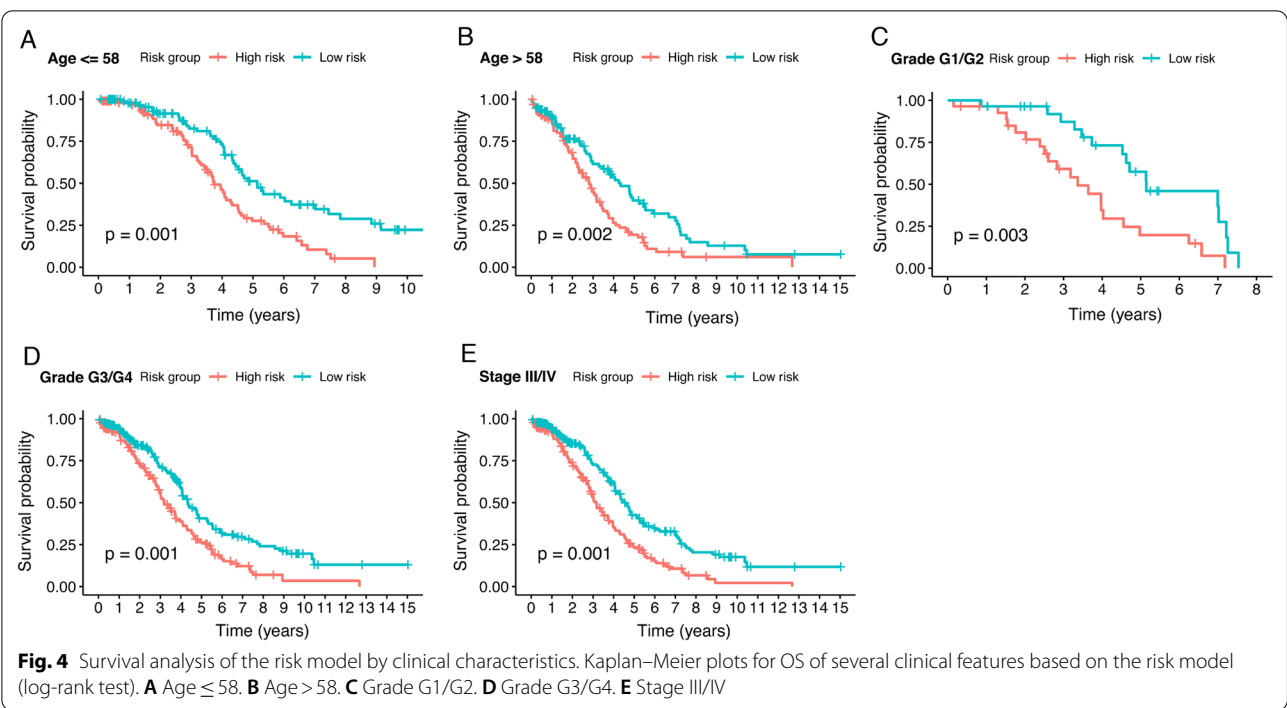 A
Age <= 58 Risk group High risk Low risk
1.00
0.75
0.50
0.25
0.00
Survival probability
p = 0.001
0 1 2 3 4 5 6 7 8 9 10
Time (years)
B
Age > 58 Risk group High risk Low risk
1.00
0.75
0.50
0.25
0.00
Survival probability
p = 0.002
0 1 2 3 4 5 6 7 8 9 10 11 12 13 14 15
Time (years)
C
Grade G1/G2 Risk group High risk Low risk
1.00
0.75
0.50
0.25
0.00
Survival probability
p = 0.003
0 1 2 3 4 5 6 7 8
Time (years)
D
Grade G3/G4 Risk group High risk Low risk
1.00
0.75
0.50
0.25
0.00
Survival probability
p = 0.001
0 1 2 3 4 5 6 7 8 9 10 11 12 13 14 15
Time (years)
E
Stage III/IV Risk group High risk Low risk
1.00
0.75
0.50
0.25
0.00
Survival probability
p = 0.001
0 1 2 3 4 5 6 7 8 9 10 11 12 13 14 15
Time (years)
Fig. 4 Survival analysis of the risk model by clinical characteristics. Kaplan–Meier plots for OS of several clinical features based on the risk model
(log-rank test). A Age ≤ 58. B Age > 58. C Grade G1/G2. D Grade G3/G4. E Stage III/IV